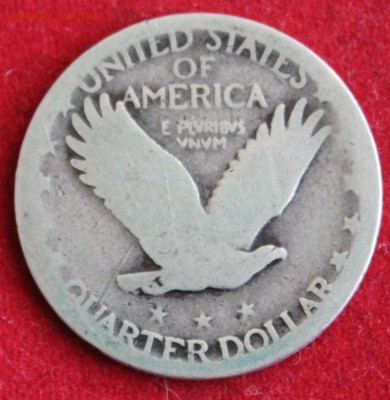 UNITED STATES
OF
AMERICA
E PLURIBUS
UNUM
QUARTER DOLLAR